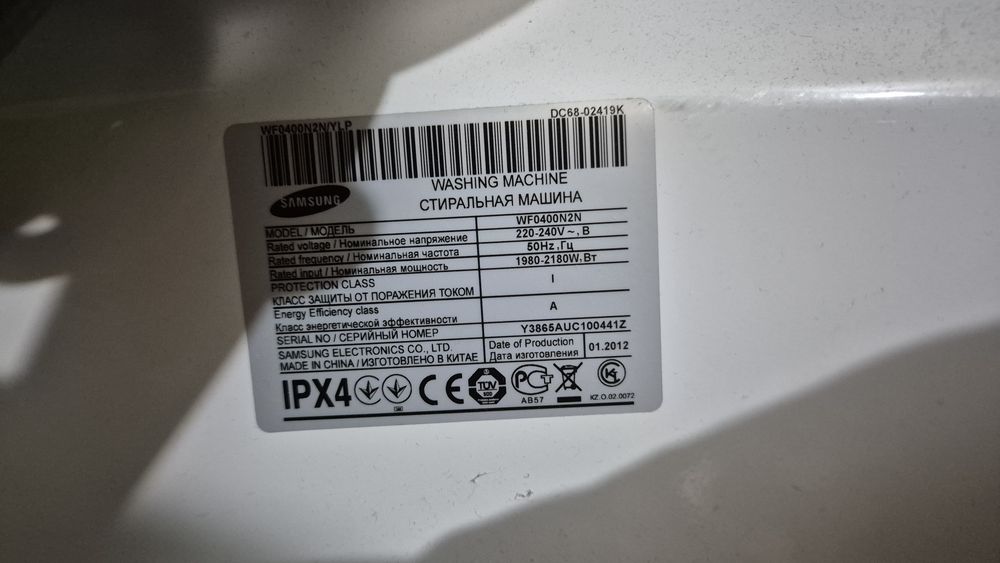 DC68-02419K
WF0400N2N/YLP
SAMSUNG
WASHING MACHINE
СТИРАЛЬНАЯ МАШИНА
MODEL / МОДЕЛЬ WF0400N2N
Rated voltage / Номинальное напряжение 220-240V ~, В
Rated frequency / Номинальная частота 50Hz , Гц
Rated input / Номинальная мощность 1980-2180W, Вт
PROTECTION CLASS
КЛАСС ЗАЩИТЫ ОТ ПОРАЖЕНИЯ ТОКОМ I
Energy Efficiency class
Класс энергетической эффективности A
SERIAL NO / СЕРИЙНЫЙ НОМЕР Y3865AUC100441Z
SAMSUNG ELECTRONICS CO., LTD.
MADE IN CHINA / ИЗГОТОВЛЕНО В КИТАЕ
Date of Production
Дата изготовления
01.2012
IPX4 CE TÜV PCT
AB57
KZ.O.02.0072